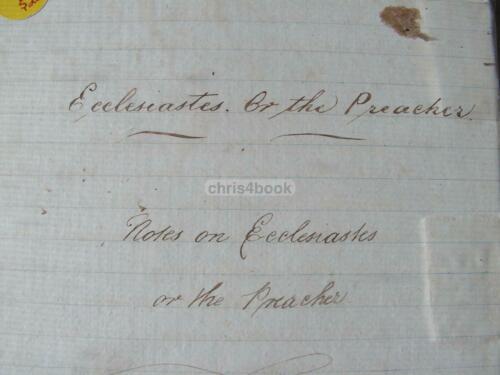 Ecclesiastes. Or the Preacher.
chris4book
Notes on Ecclesiastes
or the Preacher